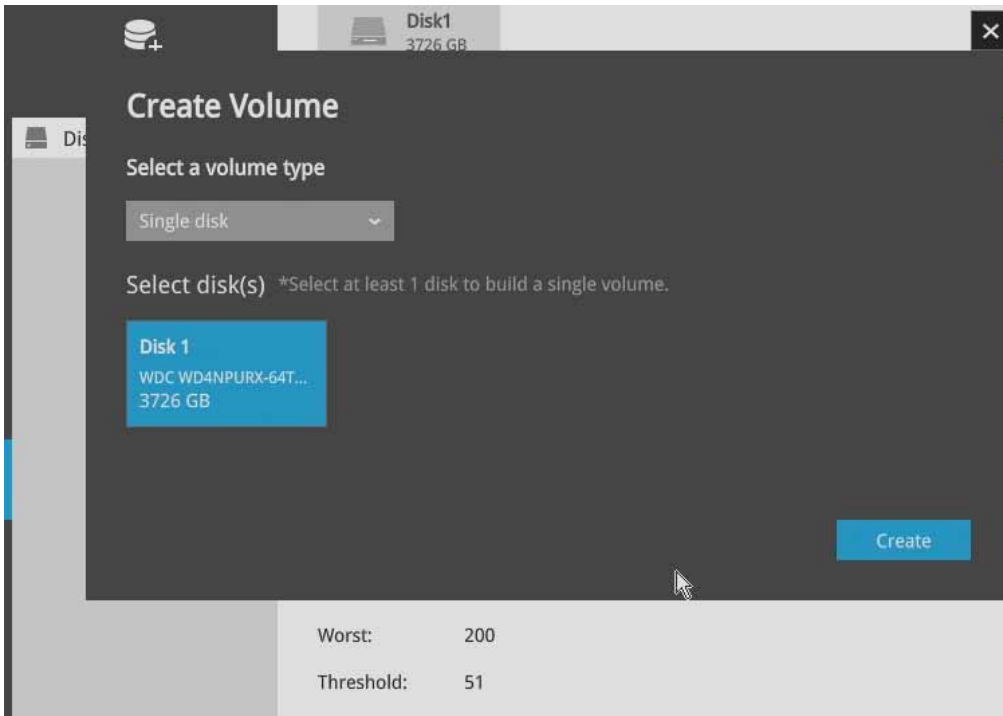 Disk1
3726 GB
Create Volume
Select a volume type
Single disk
Select disk(s) *Select at least 1 disk to build a single volume.
Disk 1
WDC WD4NPURX-64T...
3726 GB
Create
Worst: 200
Threshold: 51